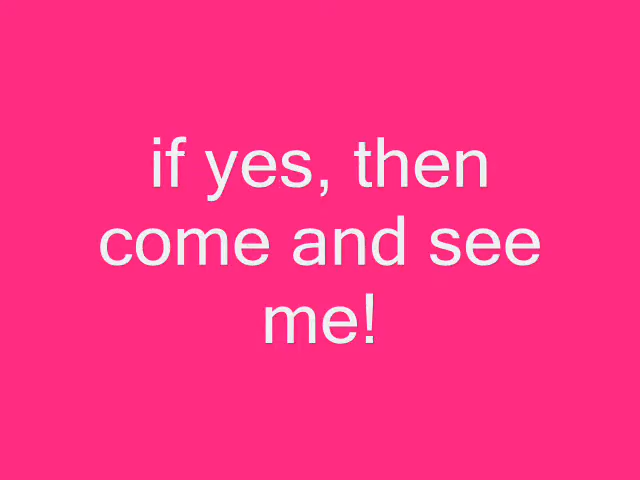 if yes, then
come and see
me!